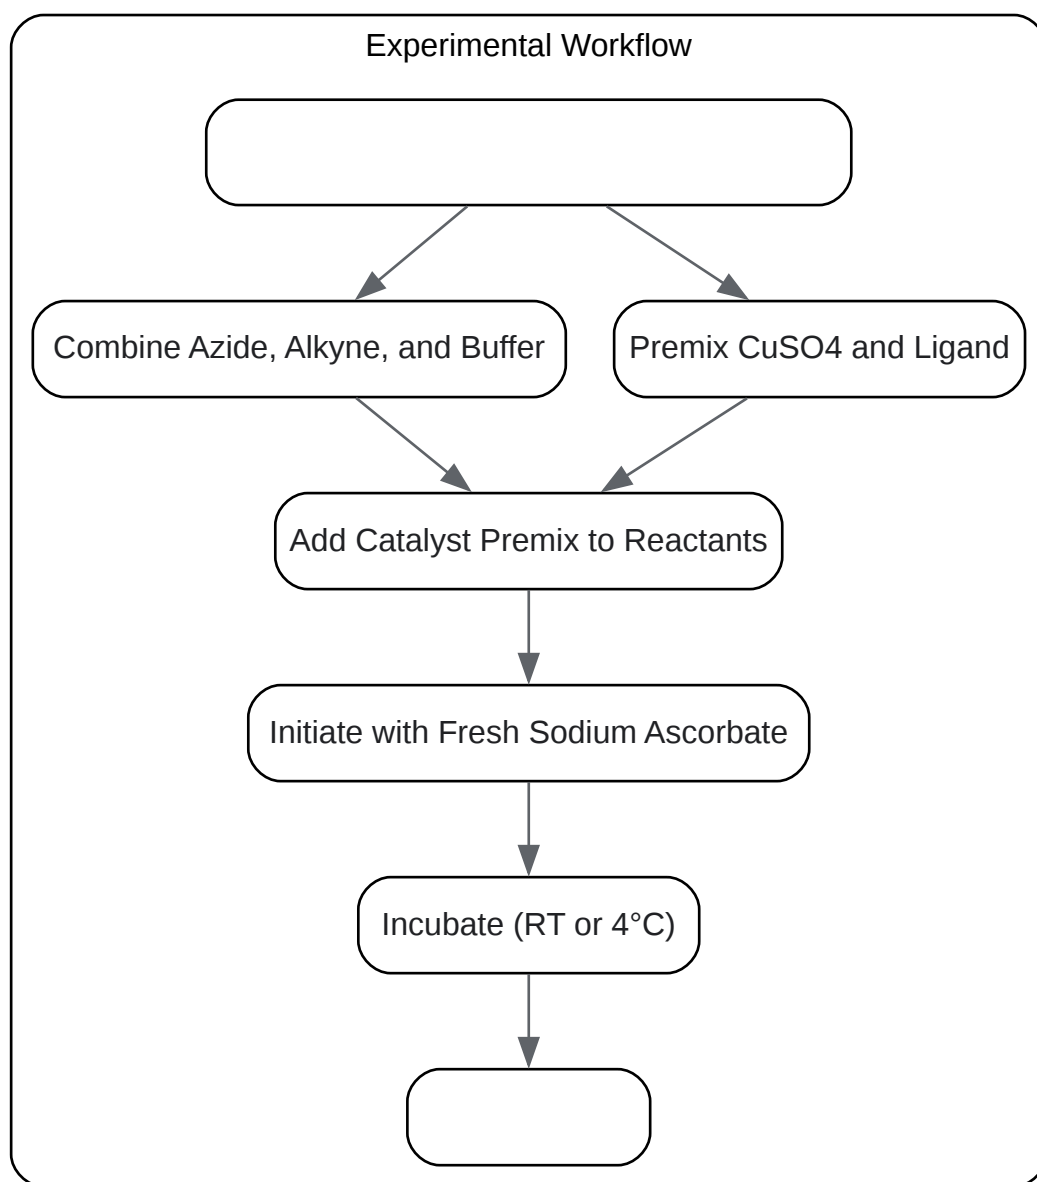 Experimental Workflow
Combine Azide, Alkyne, and Buffer
Premix CuSO4 and Ligand
Add Catalyst Premix to Reactants
Initiate with Fresh Sodium Ascorbate
Incubate (RT or 4°C)